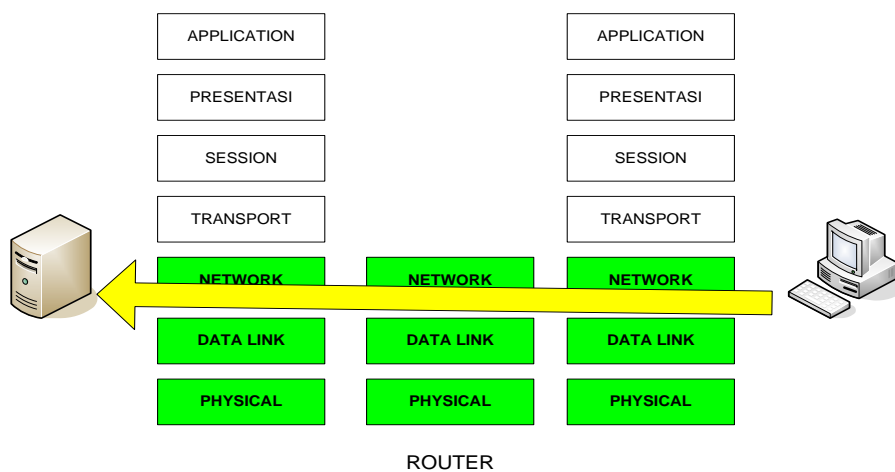 APPLICATION
APPLICATION
PRESENTASI
PRESENTASI
SESSION
SESSION
TRANSPORT
TRANSPORT
NETWORK
NETWORK
NETWORK
DATA LINK
DATA LINK
DATA LINK
PHYSICAL
PHYSICAL
PHYSICAL
ROUTER